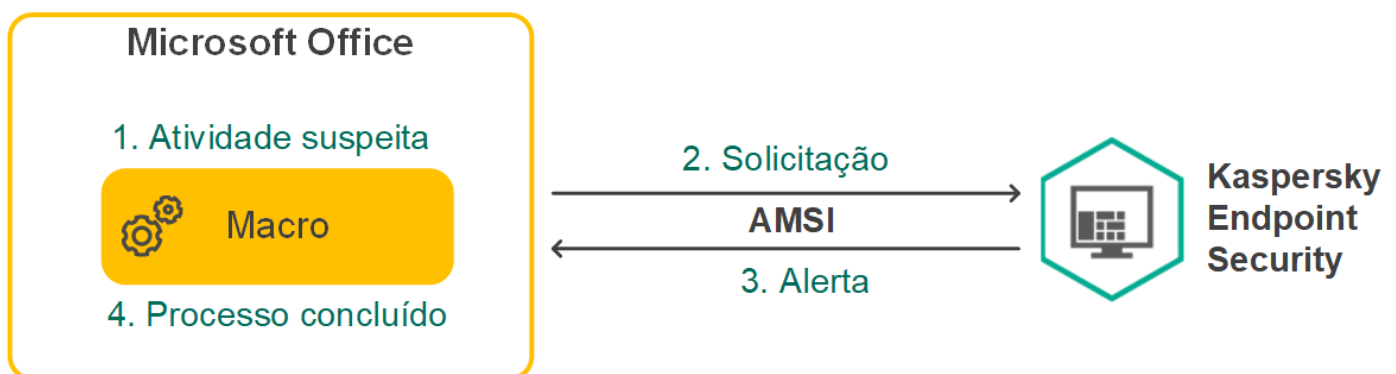 Microsoft Office
1. Atividade suspeita
Macro
4. Processo concluído
2. Solicitação
AMSI
3. Alerta
Kaspersky
Endpoint
Security